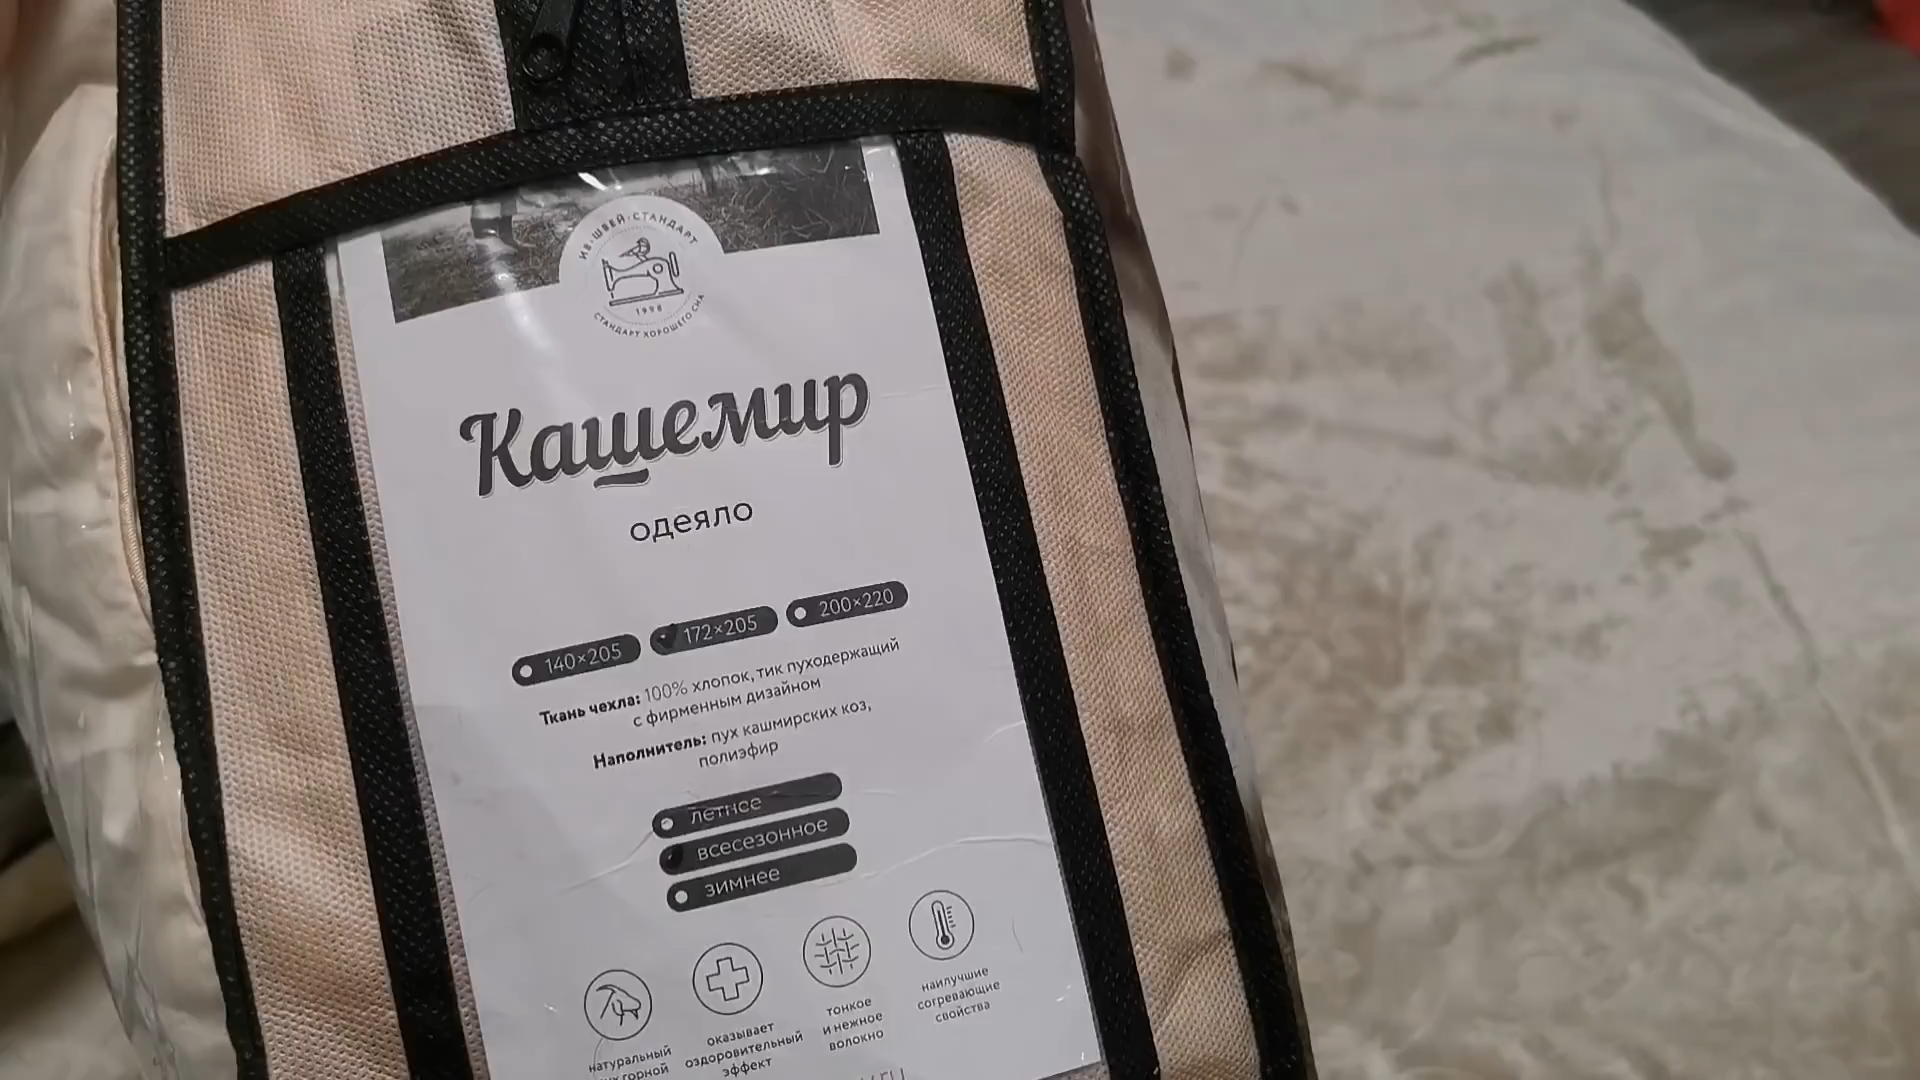 ИВ·ШВЕЙ·СТАНДАРТ
1998
СТАНДАРТ ХОРОШЕГО СНА
Кашемир
одеяло
140×205
172×205
200×220
Ткань чехла: 100% хлопок, тик пуходержащий
с фирменным дизайном
Наполнитель: пух кашмирских коз,
полиэфир
летнее
всесезонное
зимнее
натуральный
горной
оказывает
оздоровительный
эффект
тонкое
и нежное
волокно
наилучшие
согревающие
свойства